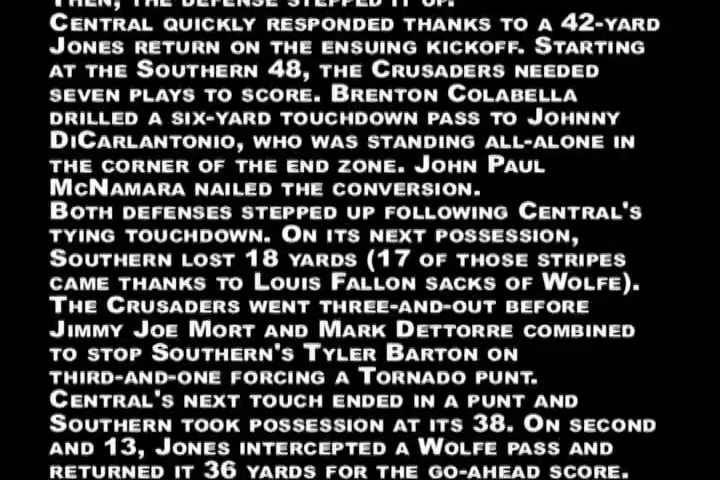 THEN, THE DEFENSE STEPPED IT UP.
CENTRAL QUICKLY RESPONDED THANKS TO A 42-YARD
JONES RETURN ON THE ENSUING KICKOFF. STARTING
AT THE SOUTHERN 48, THE CRUSADERS NEEDED
SEVEN PLAYS TO SCORE. BRENTON COLABELLA
DRILLED A SIX-YARD TOUCHDOWN PASS TO JOHNNY
DICARLANTONIO, WHO WAS STANDING ALL-ALONE IN
THE CORNER OF THE END ZONE. JOHN PAUL
MCNAMARA NAILED THE CONVERSION.
BOTH DEFENSES STEPPED UP FOLLOWING CENTRAL'S
TYING TOUCHDOWN. ON ITS NEXT POSSESSION,
SOUTHERN LOST 18 YARDS (17 OF THOSE STRIPES
CAME THANKS TO LOUIS FALLON SACKS OF WOLFE).
THE CRUSADERS WENT THREE-AND-OUT BEFORE
JIMMY JOE MORT AND MARK DETTORRE COMBINED
TO STOP SOUTHERN'S TYLER BARTON ON
THIRD-AND-ONE FORCING A TORNADO PUNT.
CENTRAL'S NEXT TOUCH ENDED IN A PUNT AND
SOUTHERN TOOK POSSESSION AT ITS 38. ON SECOND
AND 13, JONES INTERCEPTED A WOLFE PASS AND
RETURNED IT 36 YARDS FOR THE GO-AHEAD SCORE.